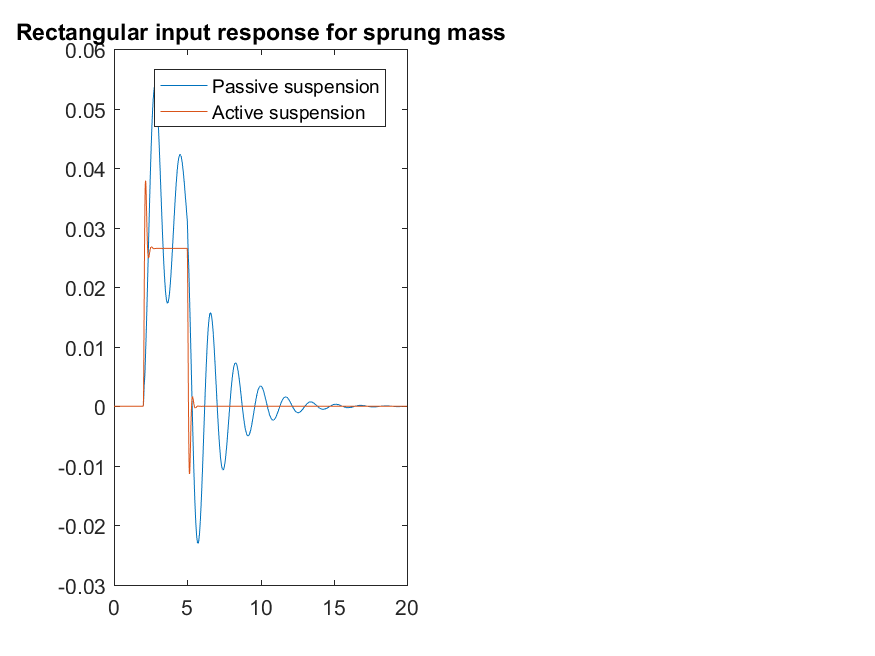 Rectangular input response for sprung mass
0.06
Passive suspension
Active suspension
0.05
0.04
0.03
0.02
0.01
0
-0.01
-0.02
-0.03
0 5 10 15 20